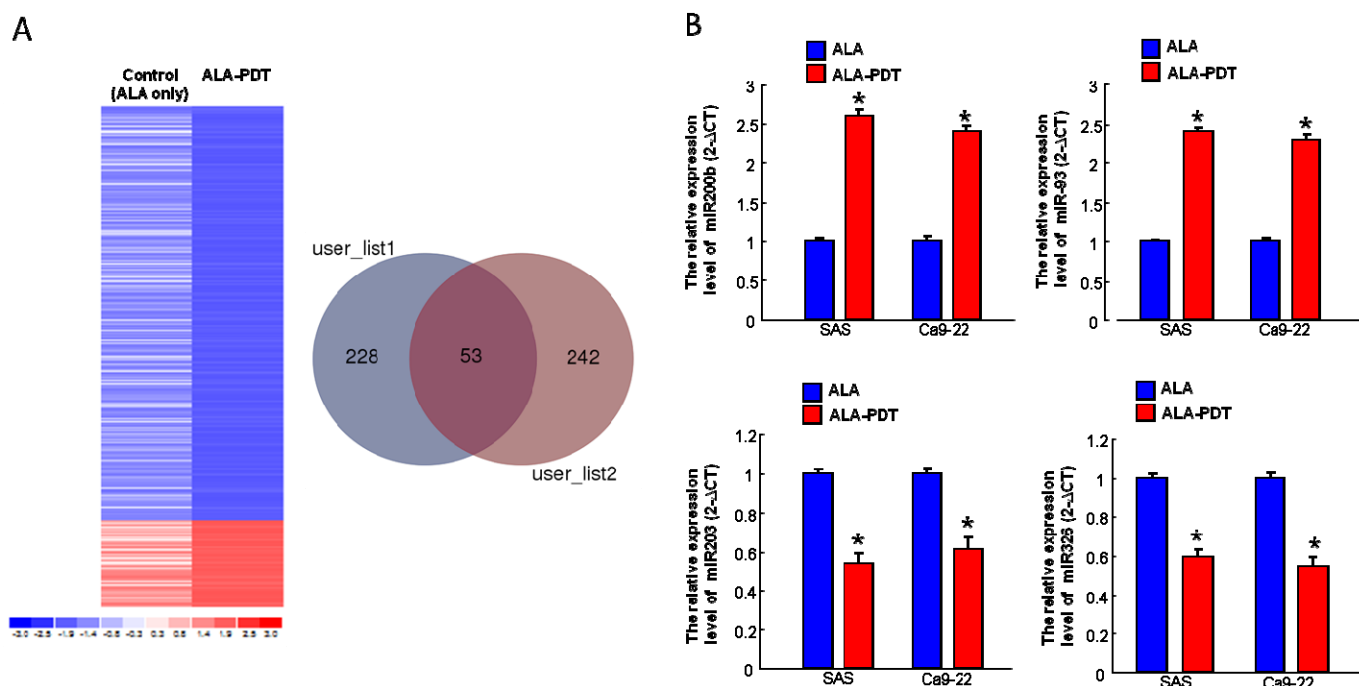 A
Control
(ALA only)
ALA-PDT
-3.0 -2.5 -1.9 -1.4 -0.8 -0.3 0.3 0.8 1.4 1.9 2.5 3.0
user_list1
228
53
242
user_list2
B
ALA
ALA-PDT
The relative expression
level of miR200b (2-ΔCT)
3
2.5
2
1.5
1
0.5
0
*
*
SAS
Ca9-22
ALA
ALA-PDT
The relative expression
level of miR-93 (2-ΔCT)
3
2.5
2
1.5
1
0.5
0
*
*
SAS
Ca9-22
ALA
ALA-PDT
The relative expression
level of miR203 (2-ΔCT)
1.2
1
0.8
0.6
0.4
0.2
0
*
*
SAS
Ca9-22
ALA
ALA-PDT
The relative expression
level of miR326 (2-ΔCT)
1.2
1
0.8
0.6
0.4
0.2
0
*
*
SAS
Ca9-22